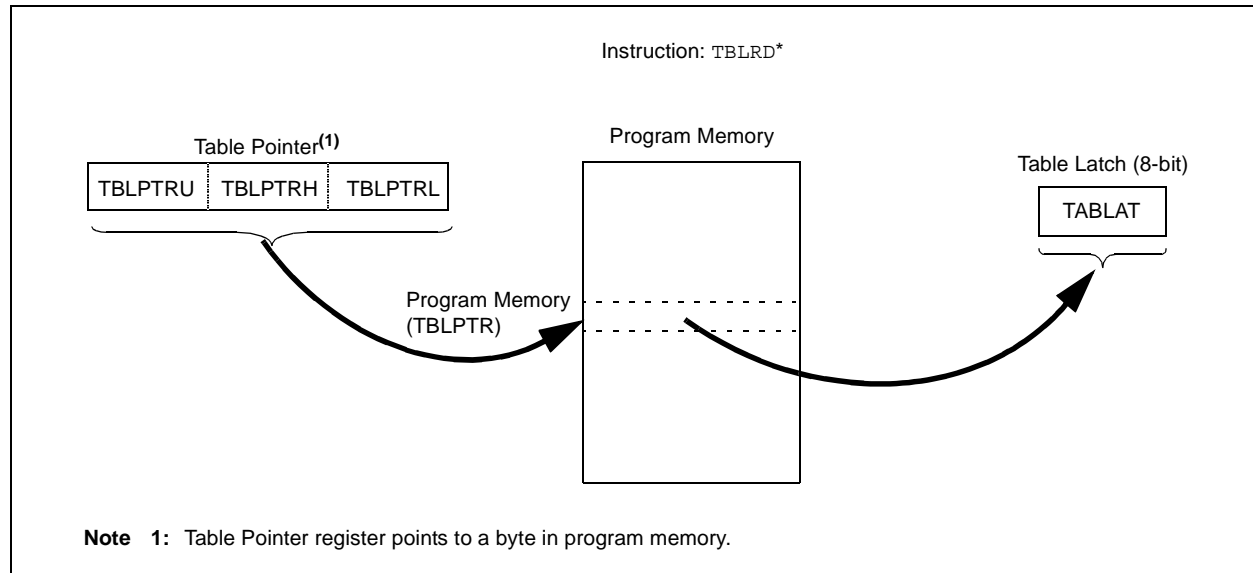 Instruction: TBLRD*
Table Pointer(1)
TBLPTRU TBLPTRH TBLPTRL
Program Memory
Table Latch (8-bit)
TABLAT
Program Memory
(TBLPTR)
Note 1: Table Pointer register points to a byte in program memory.